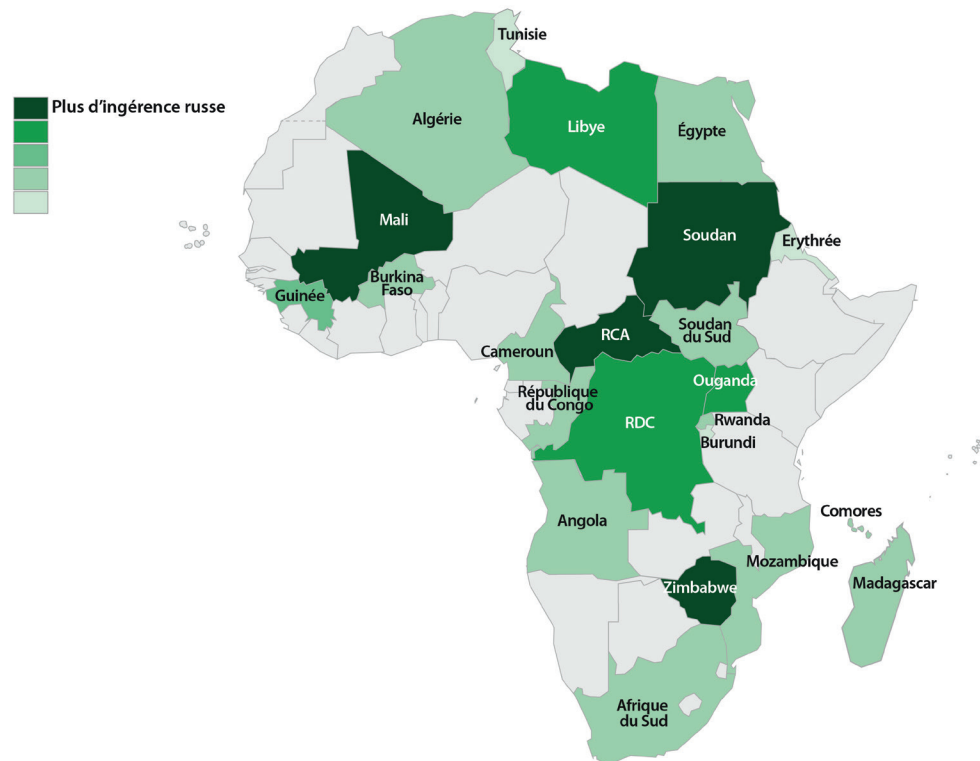 Tunisie
Plus d'ingérence russe
Algérie
Libye
Égypte
Mali
Soudan
Erythrée
Burkina
Faso
Guinée
RCA
Soudan
du Sud
Cameroun
Ouganda
République
du Congo
Rwanda
RDC
Burundi
Comores
Angola
Mozambique
Madagascar
Zimbabwe
Afrique
du Sud